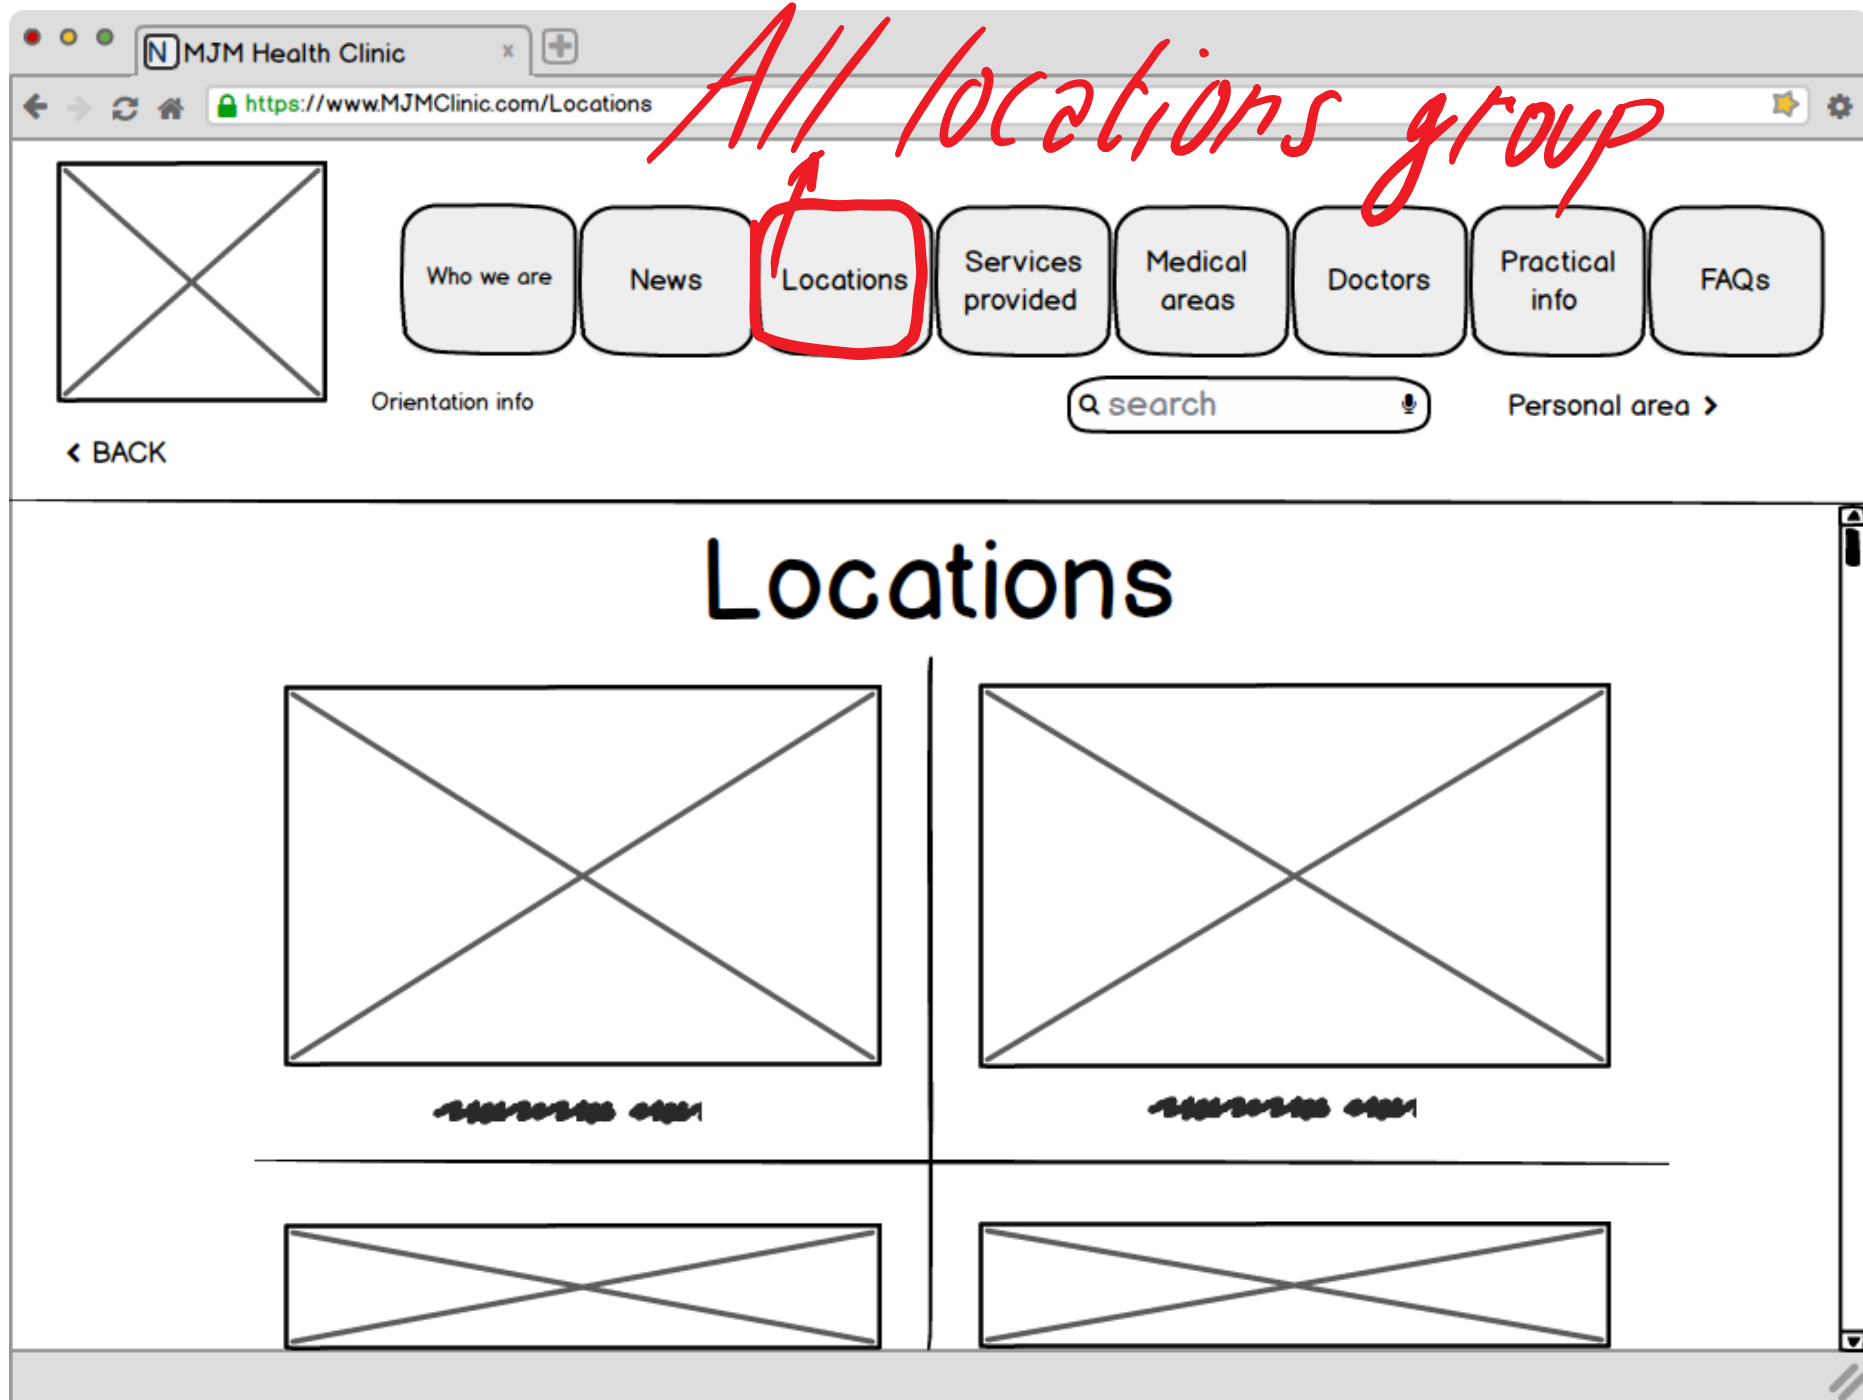 N MJM Health Clinic x
https://www.MJMClinic.com/Locations
All locations group
Who we are
News
Locations
Services
provided
Medical
areas
Doctors
Practical
info
FAQs
Orientation info
search
Personal area >
< BACK
Locations